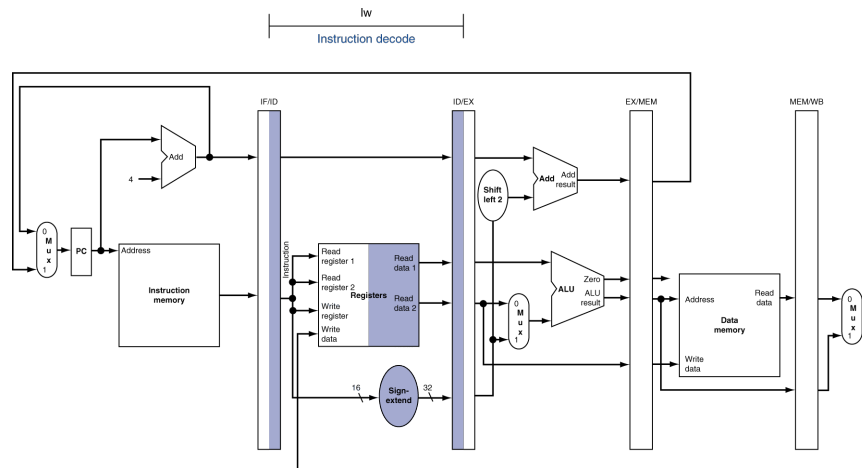 lw
Instruction decode
IF/ID
ID/EX
EX/MEM
MEM/WB
Add
4
Add
Add
result
Shift
left 2
0
M
u
x
1
PC
Address
Instruction
memory
Instruction
Read
register 1
Read
register 2
Write
register
Write
data
Registers
Read
data 1
Read
data 2
0
M
u
x
1
ALU
Zero
ALU
result
Address
Read
data
Data
memory
Write
data
0
M
u
x
1
16
Sign-
extend
32